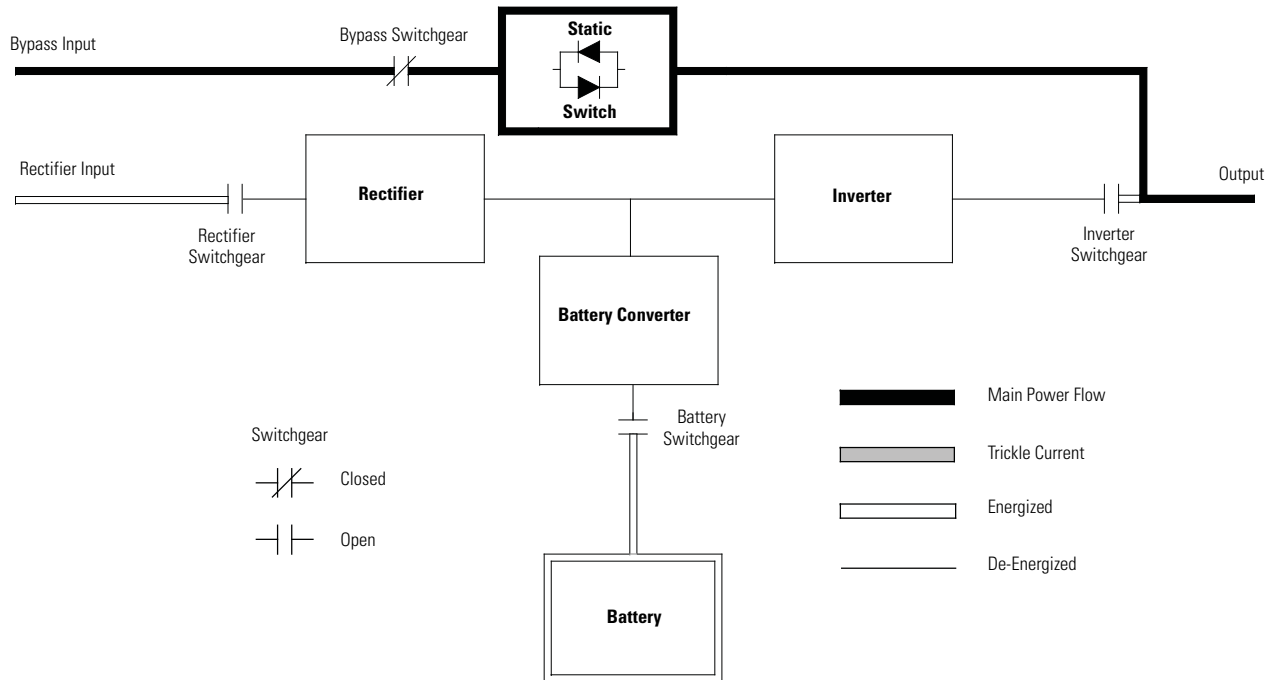 Bypass Input
Bypass Switchgear
Static
Switch
Rectifier Input
Rectifier
Inverter
Output
Rectifier
Switchgear
Inverter
Switchgear
Battery Converter
Battery
Switchgear
Switchgear
Closed
Open
Main Power Flow
Trickle Current
Energized
De-Energized
Battery